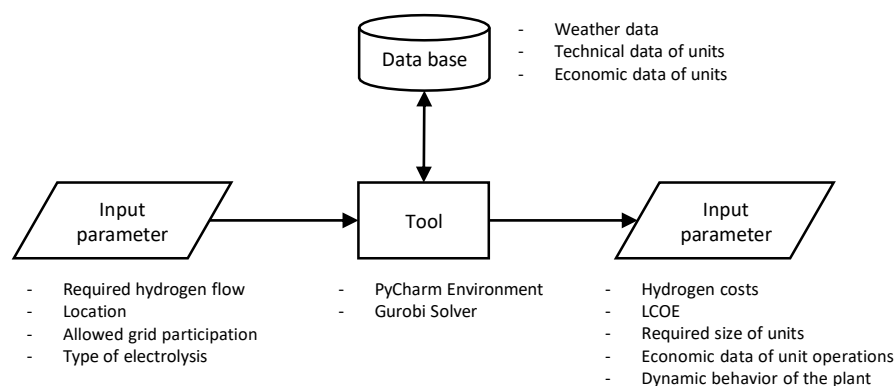 Data base
- Weather data
- Technical data of units
- Economic data of units
Input
parameter
Tool
Input
parameter
- Required hydrogen flow
- Location
- Allowed grid participation
- Type of electrolysis
- PyCharm Environment
- Gurobi Solver
- Hydrogen costs
- LCOE
- Required size of units
- Economic data of unit operations
- Dynamic behavior of the plant